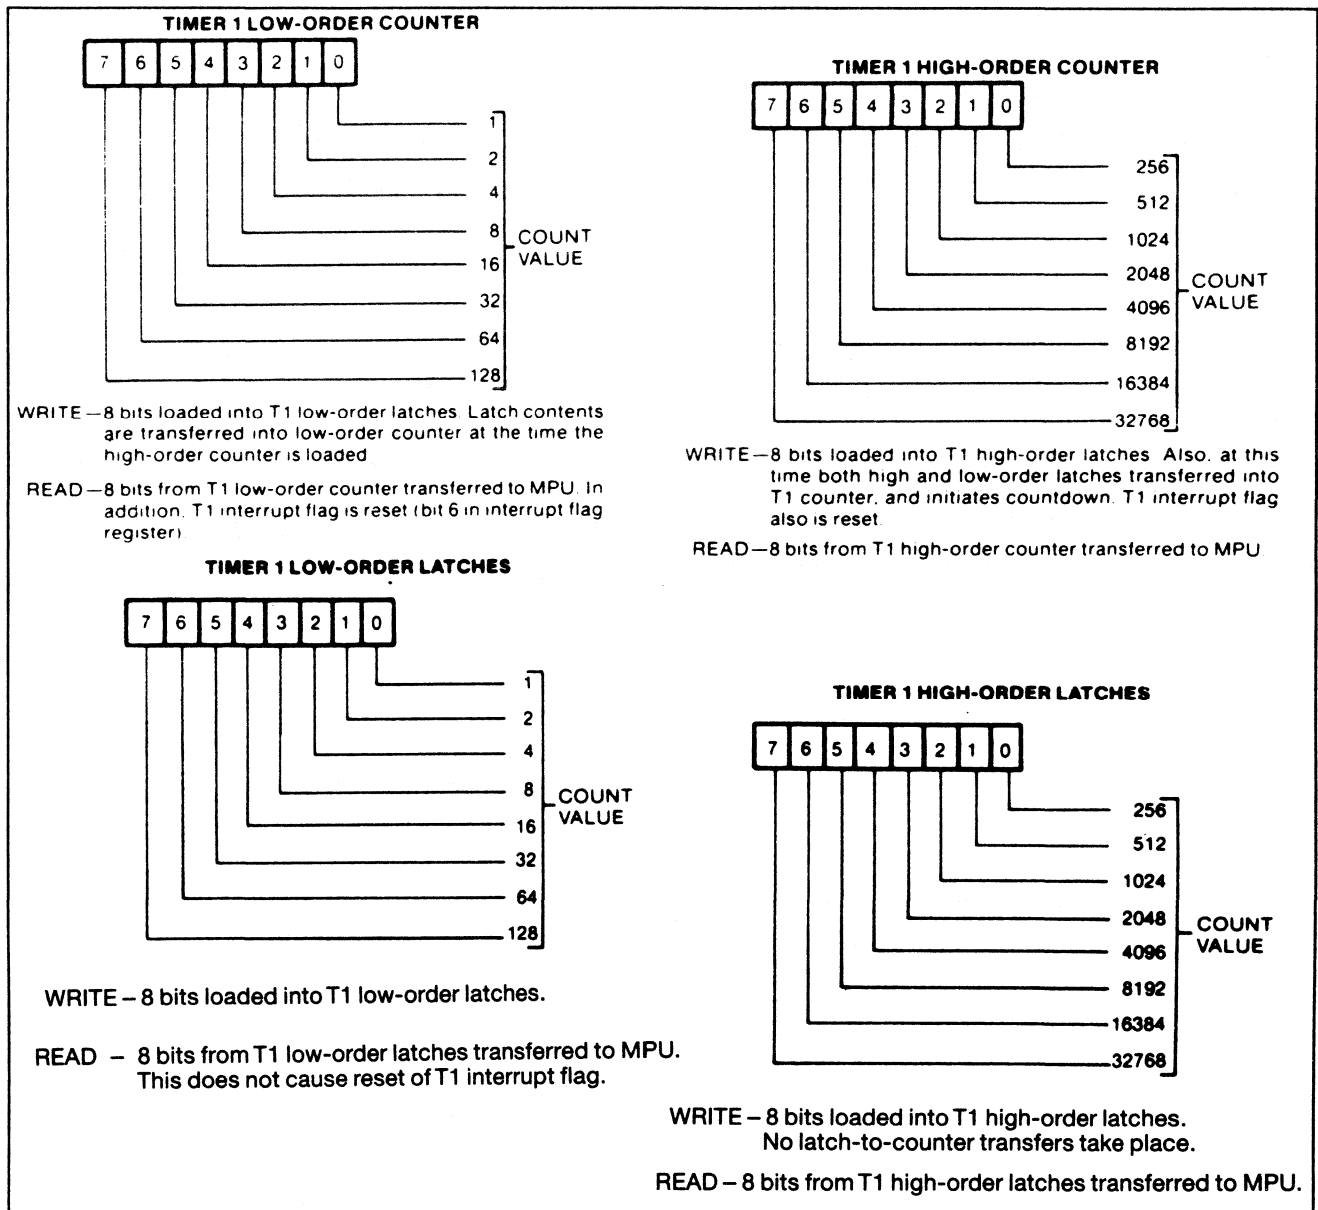 TIMER 1 LOW-ORDER COUNTER
7 6 5 4 3 2 1 0
1
2
4
8
16
32
64
128
COUNT
VALUE
WRITE—8 bits loaded into T1 low-order latches. Latch contents
are transferred into low-order counter at the time the
high-order counter is loaded
READ—8 bits from T1 low-order counter transferred to MPU. In
addition, T1 interrupt flag is reset (bit 6 in interrupt flag
register)
TIMER 1 HIGH-ORDER COUNTER
7 6 5 4 3 2 1 0
256
512
1024
2048
4096
8192
16384
32768
COUNT
VALUE
WRITE—8 bits loaded into T1 high-order latches. Also, at this
time both high and low-order latches transferred into
T1 counter, and initiates countdown. T1 interrupt flag
also is reset.
READ—8 bits from T1 high-order counter transferred to MPU
TIMER 1 LOW-ORDER LATCHES
7 6 5 4 3 2 1 0
1
2
4
8
16
32
64
128
COUNT
VALUE
WRITE – 8 bits loaded into T1 low-order latches.
READ – 8 bits from T1 low-order latches transferred to MPU.
This does not cause reset of T1 interrupt flag.
TIMER 1 HIGH-ORDER LATCHES
7 6 5 4 3 2 1 0
256
512
1024
2048
4096
8192
16384
32768
COUNT
VALUE
WRITE – 8 bits loaded into T1 high-order latches.
No latch-to-counter transfers take place.
READ – 8 bits from T1 high-order latches transferred to MPU.